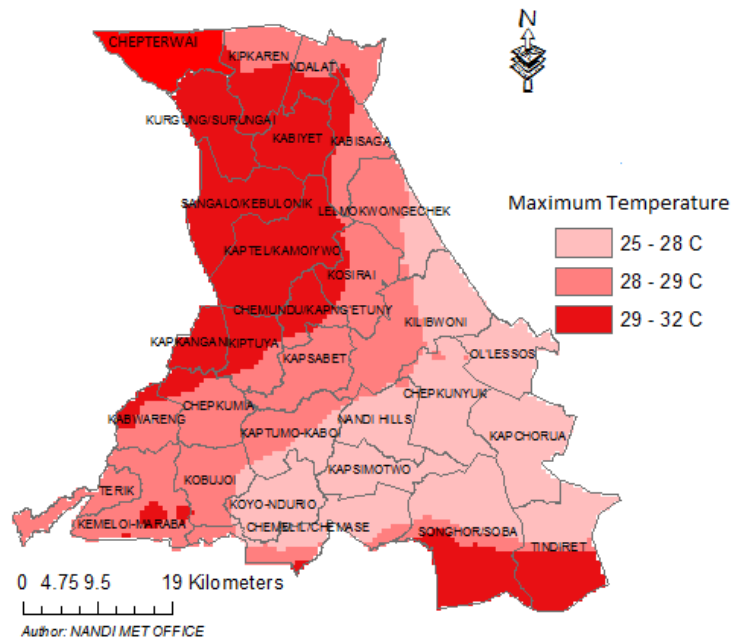 N
CHEPTERWAI
KIPKAREN
NDALAT
KURGUNG/SURUNGAI
KABIYET
KABISAGA
SANGALO/KEBULONIK
LELMOKWO/NGECHEK
KAPTEL/KAMOIYWO
KOSIRAI
CHEMUNDU/KAPNG'ETUNY
KILIBWONI
KAPKANGANI
KIPTUYA
KAPSABET
OL'LESSOS
CHEPKUNYUK
CHEPKUMIA
KABWARENG
NANDI HILLS
KAPTUMO-KABOI
KAPCHORUA
KAPSIMOTWO
KOBUJOI
TERIK
KOYO-NDURIO
KEMELOI-MARABA
SONGHOR/SOBA
TINDIRET
Maximum Temperature
25 - 28 C
28 - 29 C
29 - 32 C
0 4.75 9.5 19 Kilometers
Author: NANDI MET OFFICE